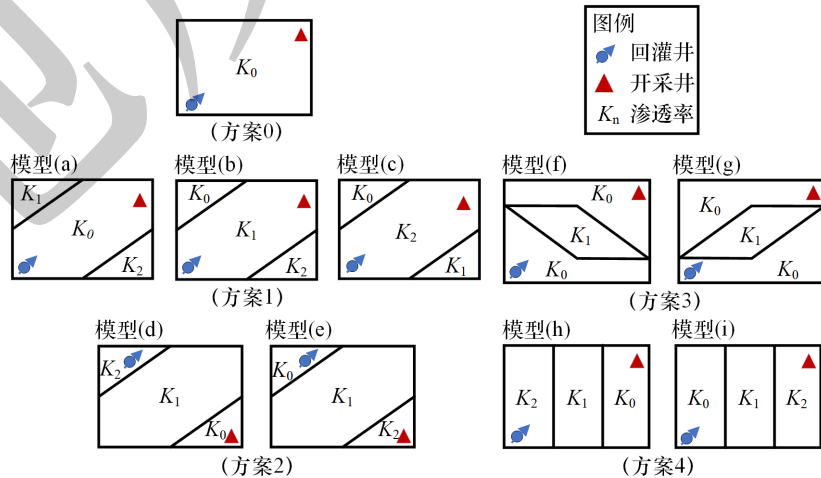 K0
(方案0)
图例
回灌井
开采井
Kn 渗透率
模型(a)
K1
K0
K2
模型(b)
K0
K1
K2
模型(c)
K0
K2
K1
(方案1)
模型(f)
K0
K1
K0
模型(g)
K0
K1
K0
(方案3)
模型(d)
K2
K1
K0
模型(e)
K0
K1
K2
(方案2)
模型(h)
K2
K1
K0
模型(i)
K0
K1
K2
(方案4)